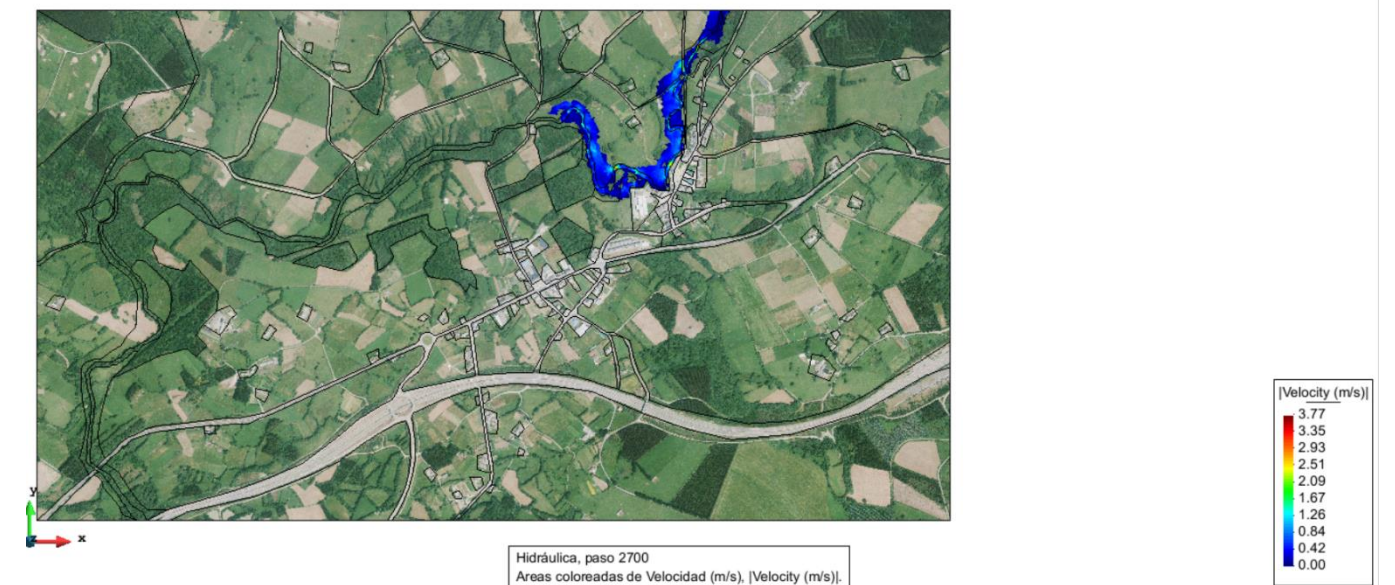 |Velocity (m/s)|
3.77
3.35
2.93
2.51
2.09
1.67
1.26
0.84
0.42
0.00
y
z
x
Hidráulica, paso 2700
Areas coloreadas de Velocidad (m/s), |Velocity (m/s)|.